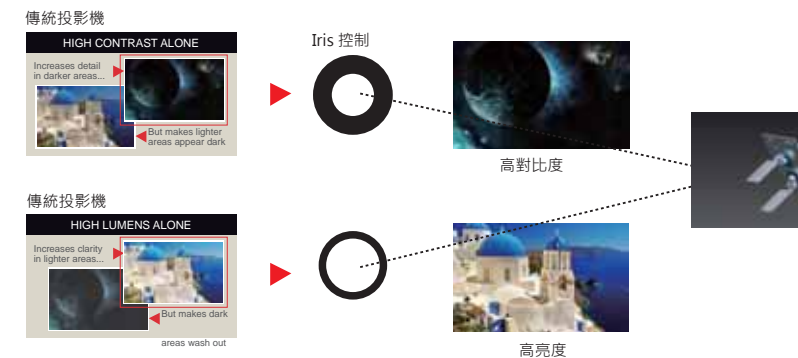 傳統投影機
HIGH CONTRAST ALONE
Increases detail
in darker areas...
But makes lighter
areas appear dark
Iris 控制
高對比度
傳統投影機
HIGH LUMENS ALONE
Increases clarity
in lighter areas...
But makes dark
areas wash out
高亮度